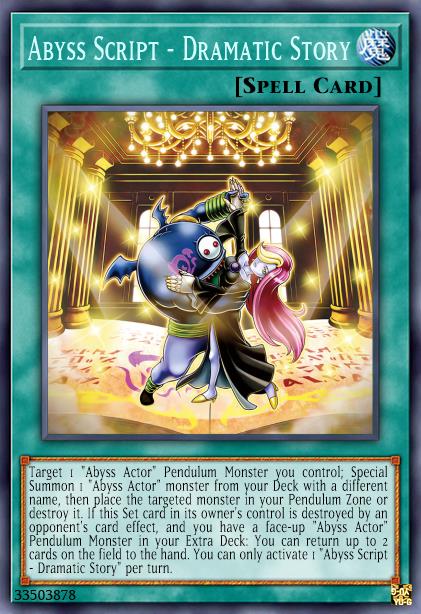 Abyss Script - Dramatic Story
魔
[Spell Card]
Target 1 "Abyss Actor" Pendulum Monster you control; Special
Summon 1 "Abyss Actor" monster from your Deck with a different
name, then place the targeted monster in your Pendulum Zone or
destroy it. If this Set card in its owner's control is destroyed by an
opponent's card effect, and you have a face-up "Abyss Actor"
Pendulum Monster in your Extra Deck: You can return up to 2
cards on the field to the hand. You can only activate 1 "Abyss Script
- Dramatic Story" per turn.
33503878